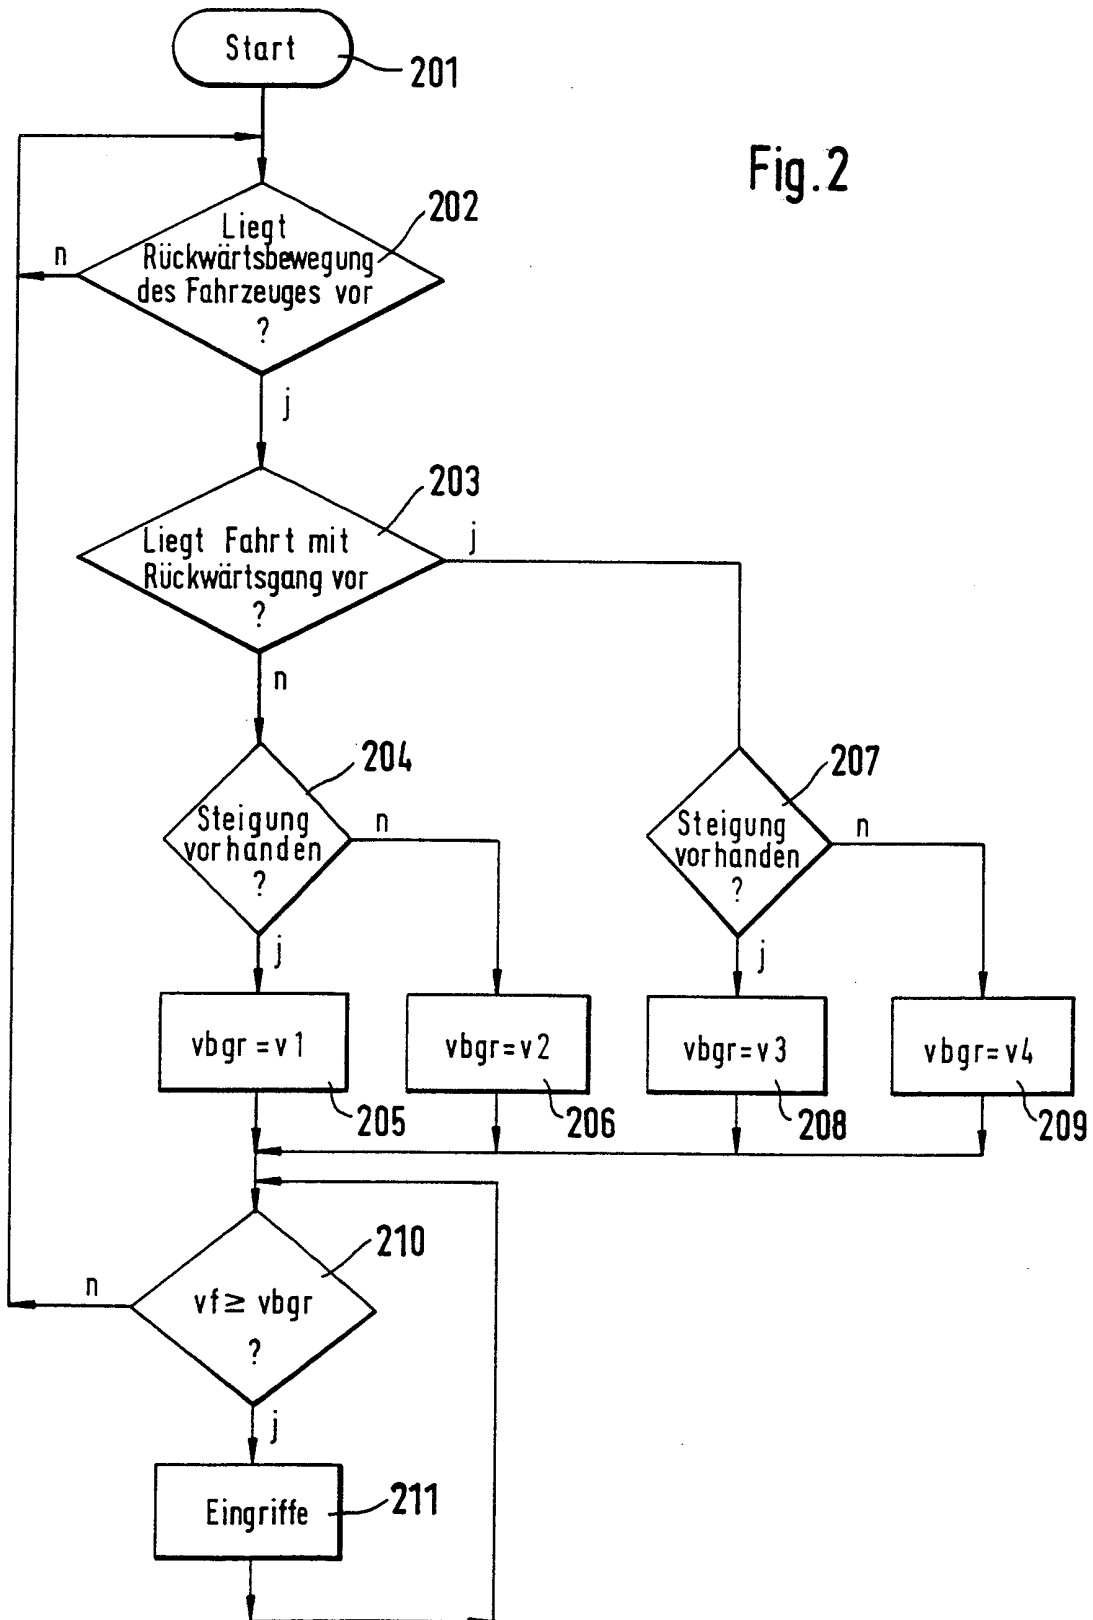 Start
201
Fig.2
202
Liegt
Rückwärtsbewegung
des Fahrzeuges vor
?
n
j
203
Liegt Fahrt mit
Rückwärtsgang vor
?
j
n
204
Steigung
vorhanden
?
n
j
207
Steigung
vorhanden
?
n
j
vbgr=v1
205
vbgr=v2
206
vbgr=v3
208
vbgr=v4
209
210
vf≥ vbgr
?
n
j
Eingriffe
211